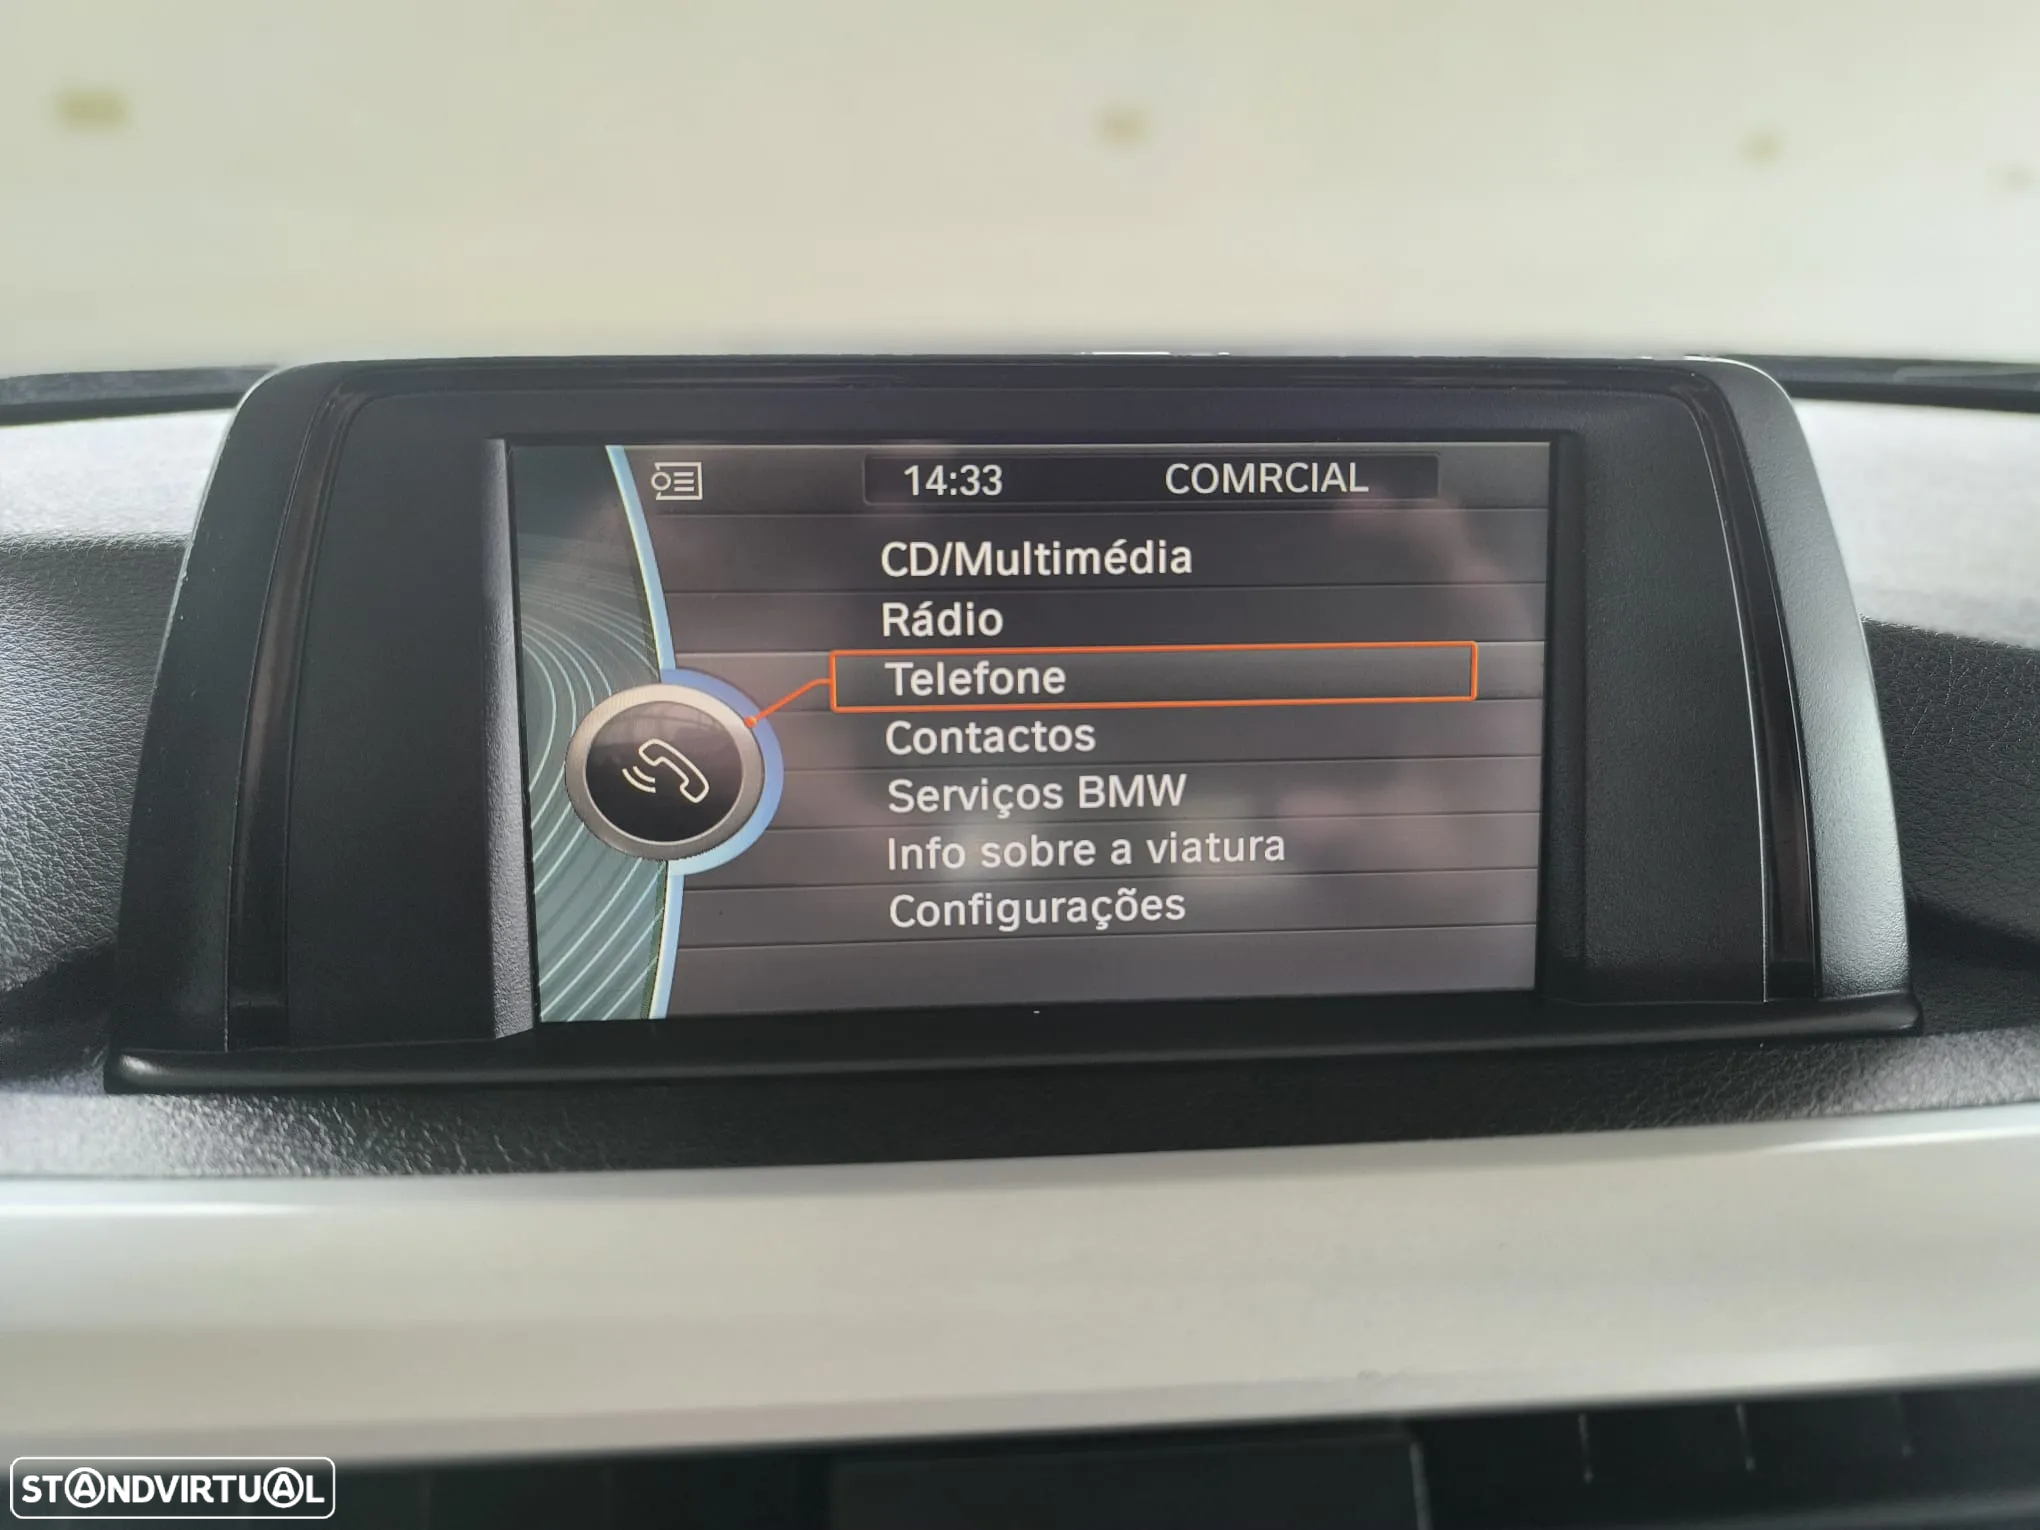 14:33 COMRCIAL
CD/Multimédia
Rádio
Telefone
Contactos
Serviços BMW
Info sobre a viatura
Configurações
STANDVIRTUAL